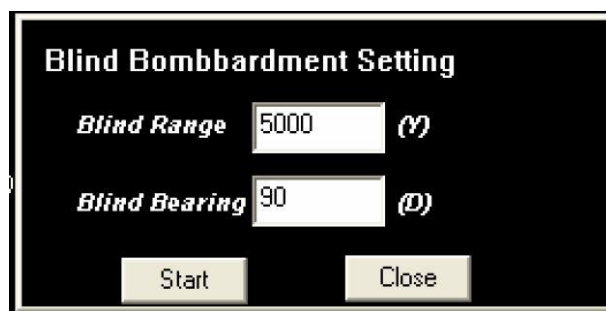 Blind Bombbardment Setting
Blind Range 5000 (Y)
Blind Bearing 90 (D)
Start Close